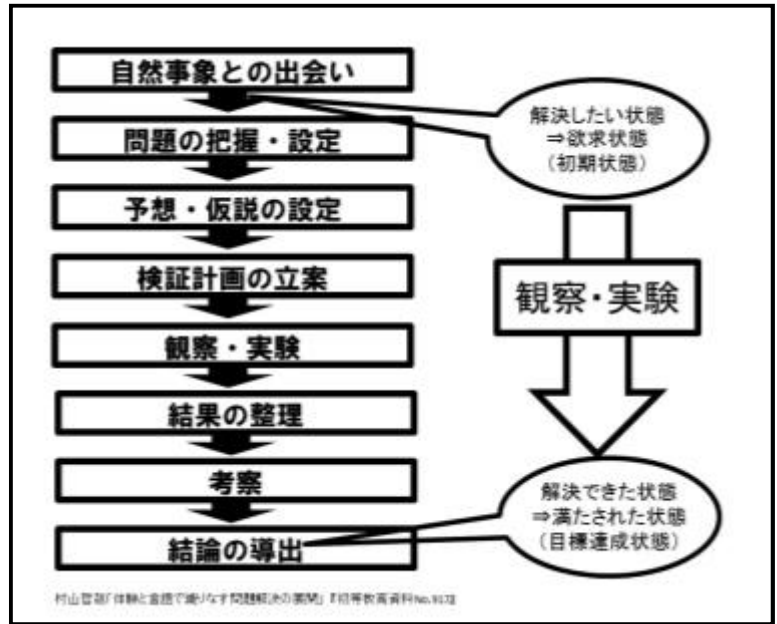 自然事象との出会い
問題の把握・設定
予想・仮説の設定
検証計画の立案
観察・実験
結果の整理
考察
結論の導出
解決したい状態
⇒欲求状態
(初期状態)
観察・実験
解決できた状態
⇒満たされた状態
(目標達成状態)
村山哲哉「体験と言語で織りなす問題解決の展開」『初等教育資料No.917』